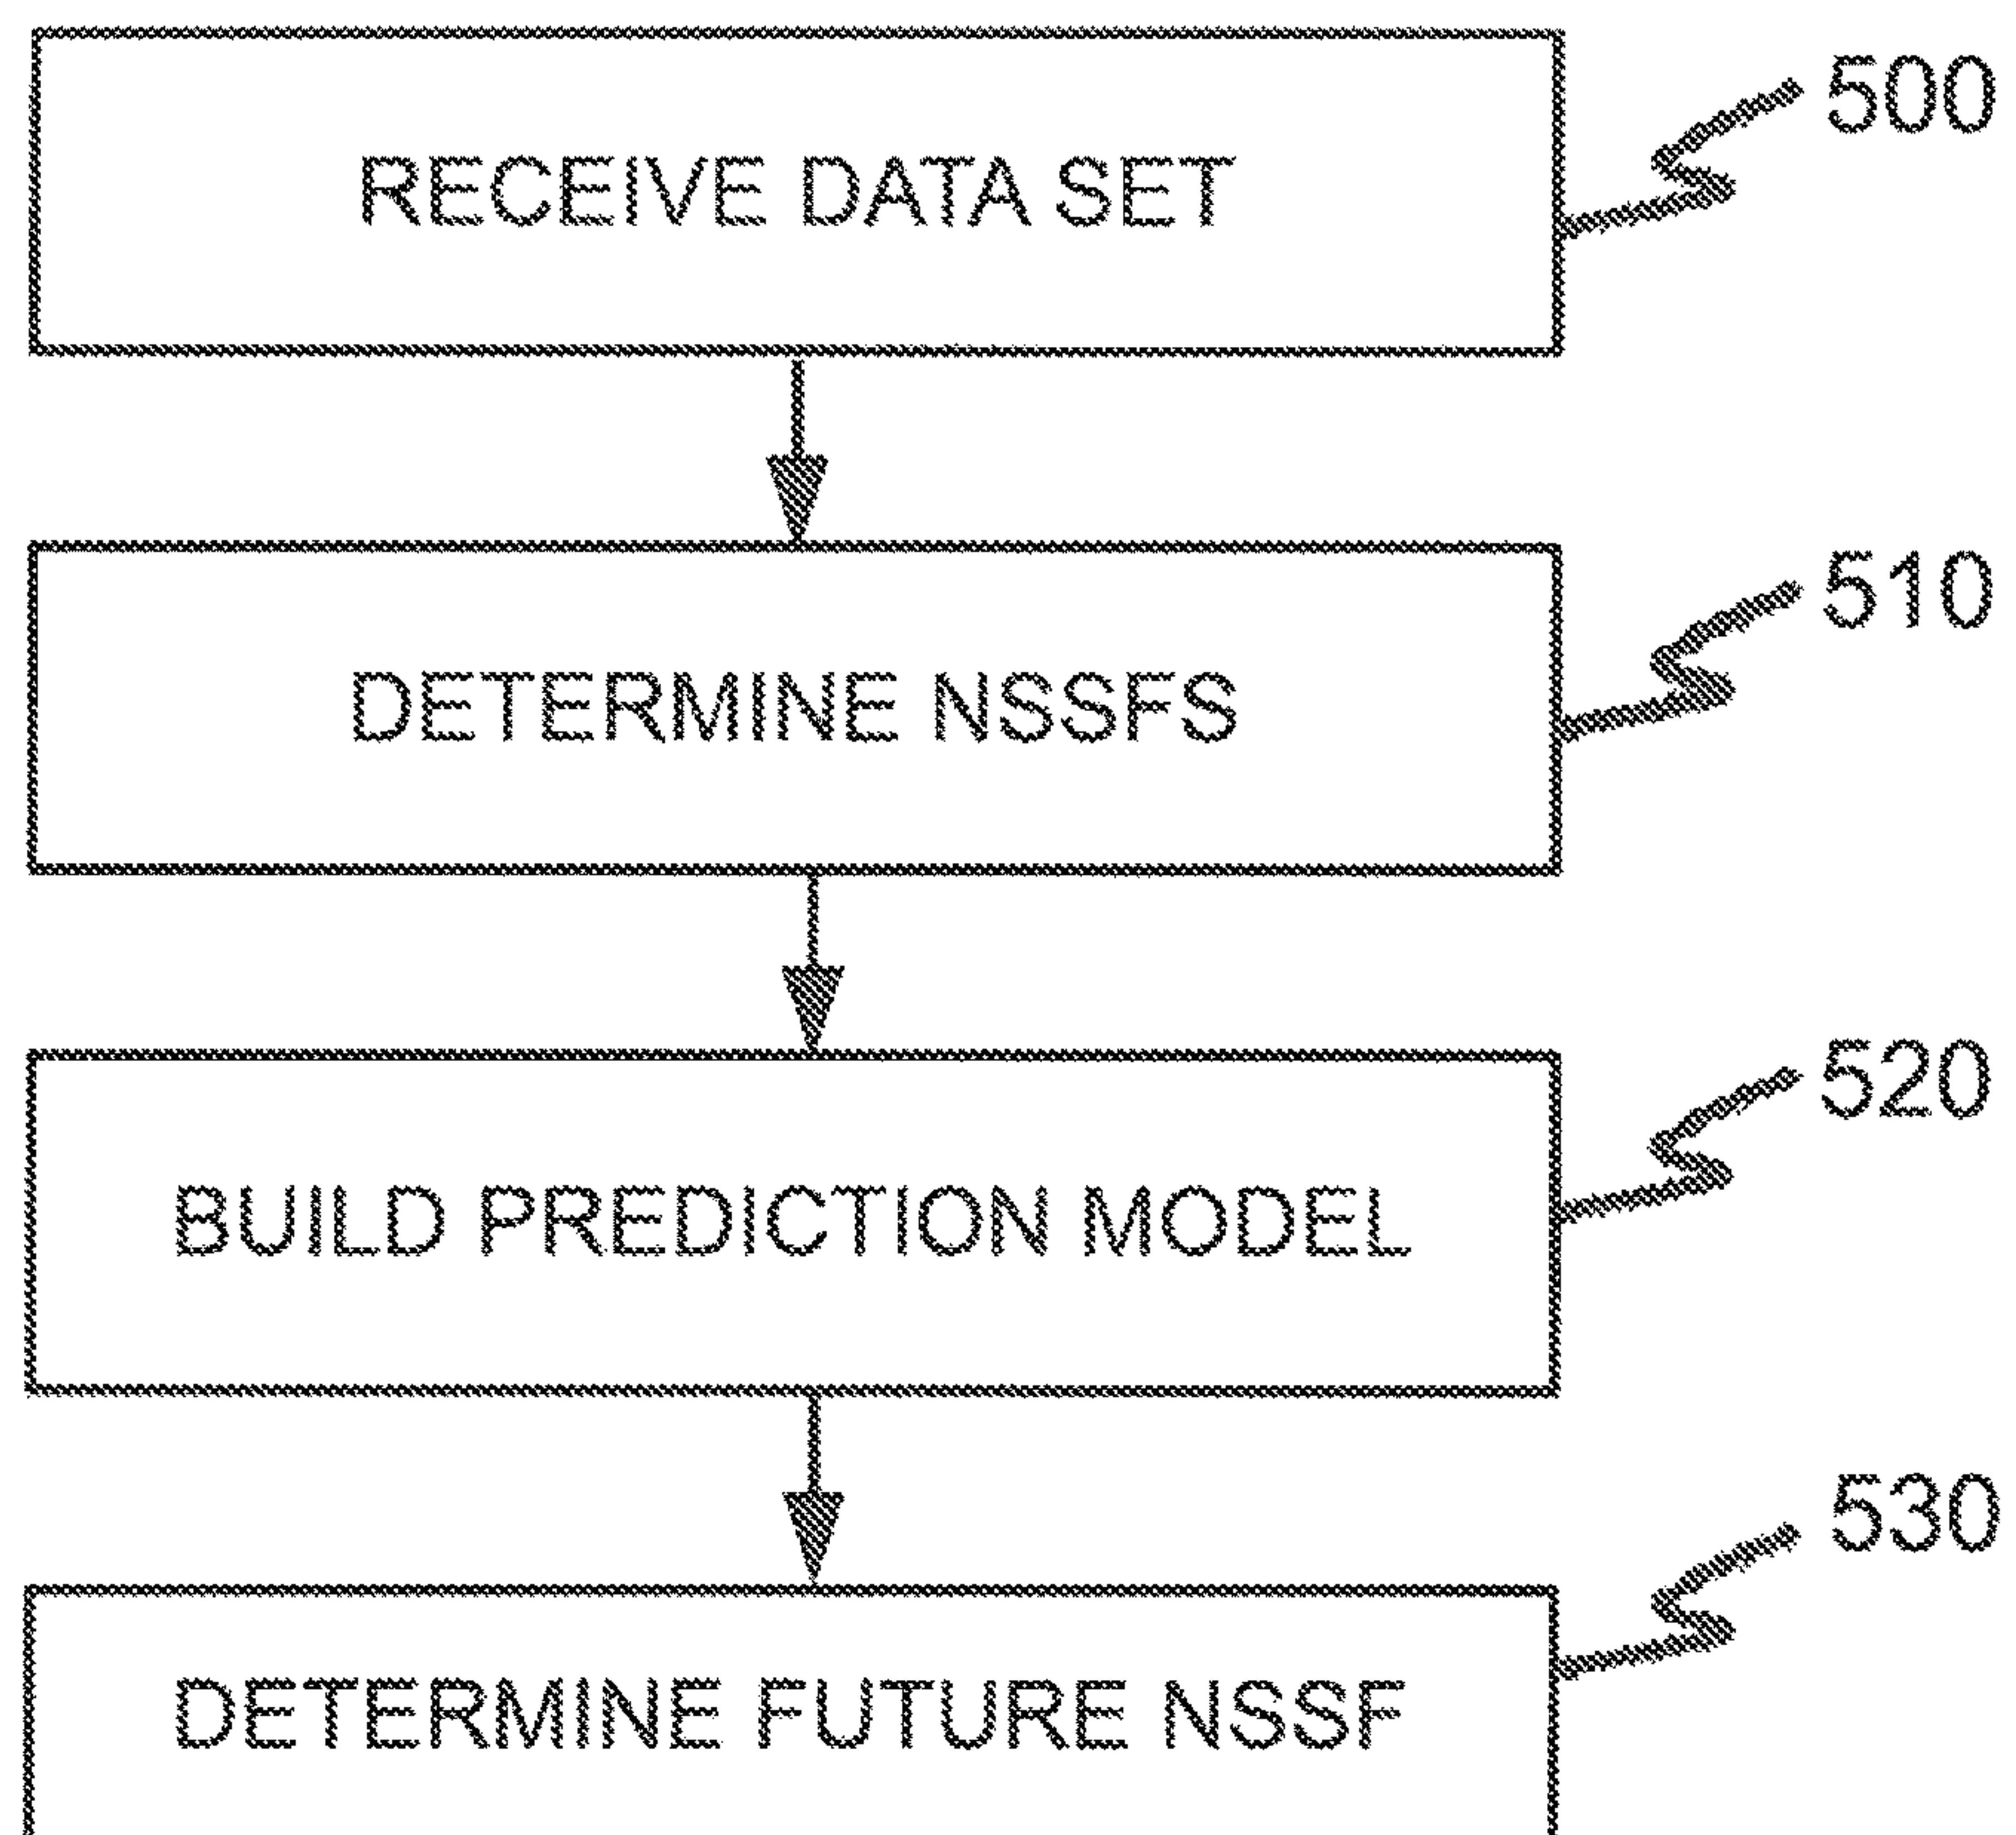 RECEIVE DATA SET
500
DETERMINE NSSFS
510
BUILD PREDICTION MODEL
520
DETERMINE FUTURE NSSF
530